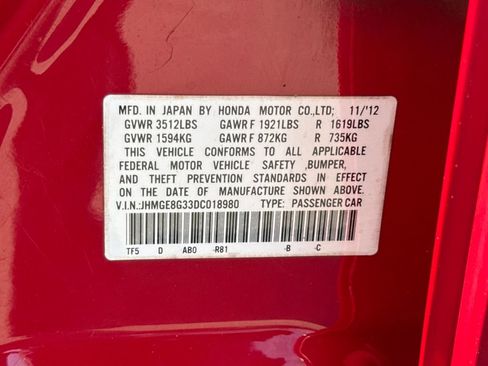 MFD. IN JAPAN BY HONDA MOTOR CO.,LTD; 11/'12
GVWR 3512LBS GAWR F 1921LBS R 1619LBS
GVWR 1594KG GAWR F 872KG R 735KG
THIS VEHICLE CONFORMS TO ALL APPLICABLE
FEDERAL MOTOR VEHICLE SAFETY ,BUMPER,
AND THEFT PREVENTION STANDARDS IN EFFECT ON
THE DATE OF MANUFACTURE SHOWN ABOVE.
V.I.N.:JHMGE8G33DC018980 TYPE: PASSENGER CAR
TF5 D AB0 -R81 -B -C